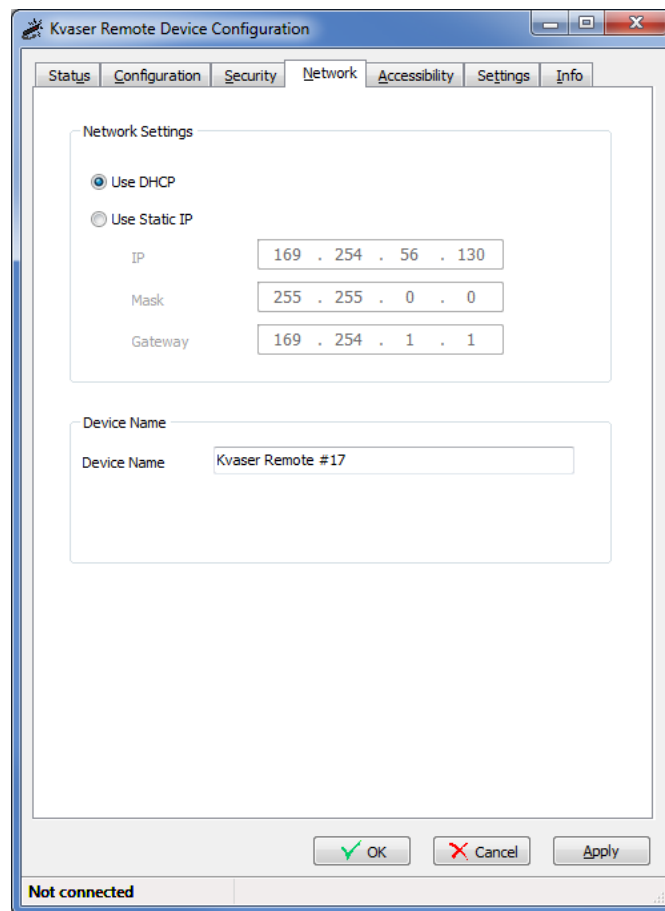 Kvaser Remote Device Configuration
Status Configuration Security Network Accessibility Settings Info
Network Settings
Use DHCP
Use Static IP
IP 169 . 254 . 56 . 130
Mask 255 . 255 . 0 . 0
Gateway 169 . 254 . 1 . 1
Device Name
Device Name Kvaser Remote #17
OK Cancel Apply
Not connected